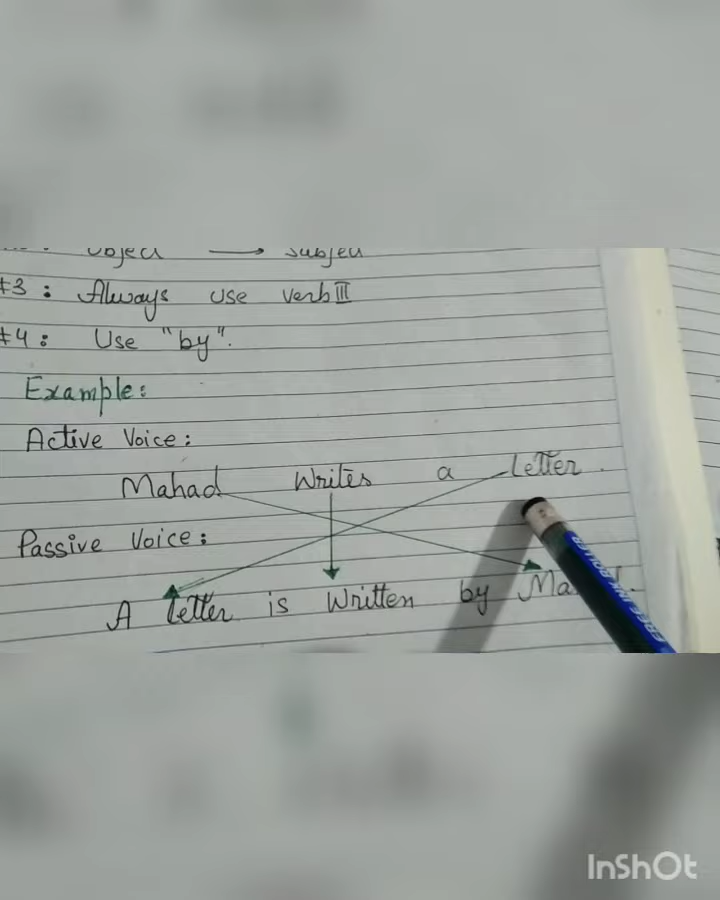 Object → Subject
#3 : Always use verb III
#4 : Use "by".
Example :
Active Voice :
Mahad Writes a letter .
Passive Voice :
A letter is Written by
InShOt